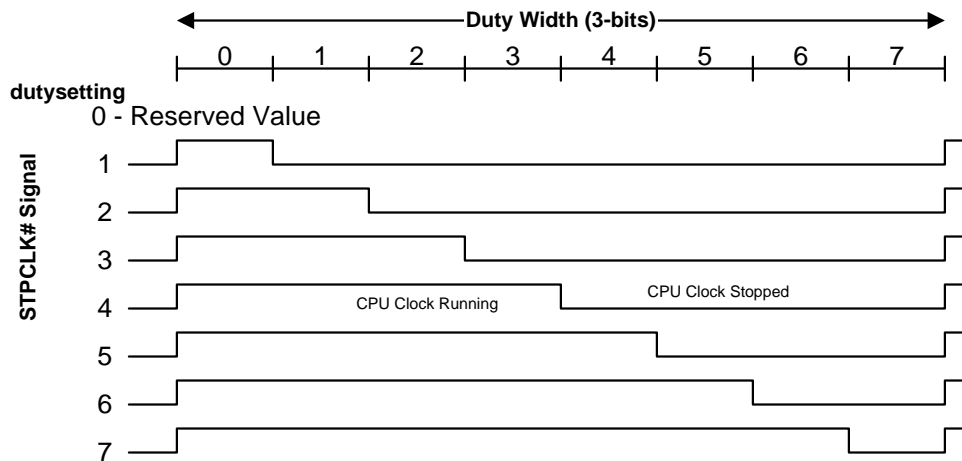 Duty Width (3-bits)
0 1 2 3 4 5 6 7
dutysetting
0 - Reserved Value
STPCLK# Signal
1
2
3
4
CPU Clock Running
CPU Clock Stopped
5
6
7